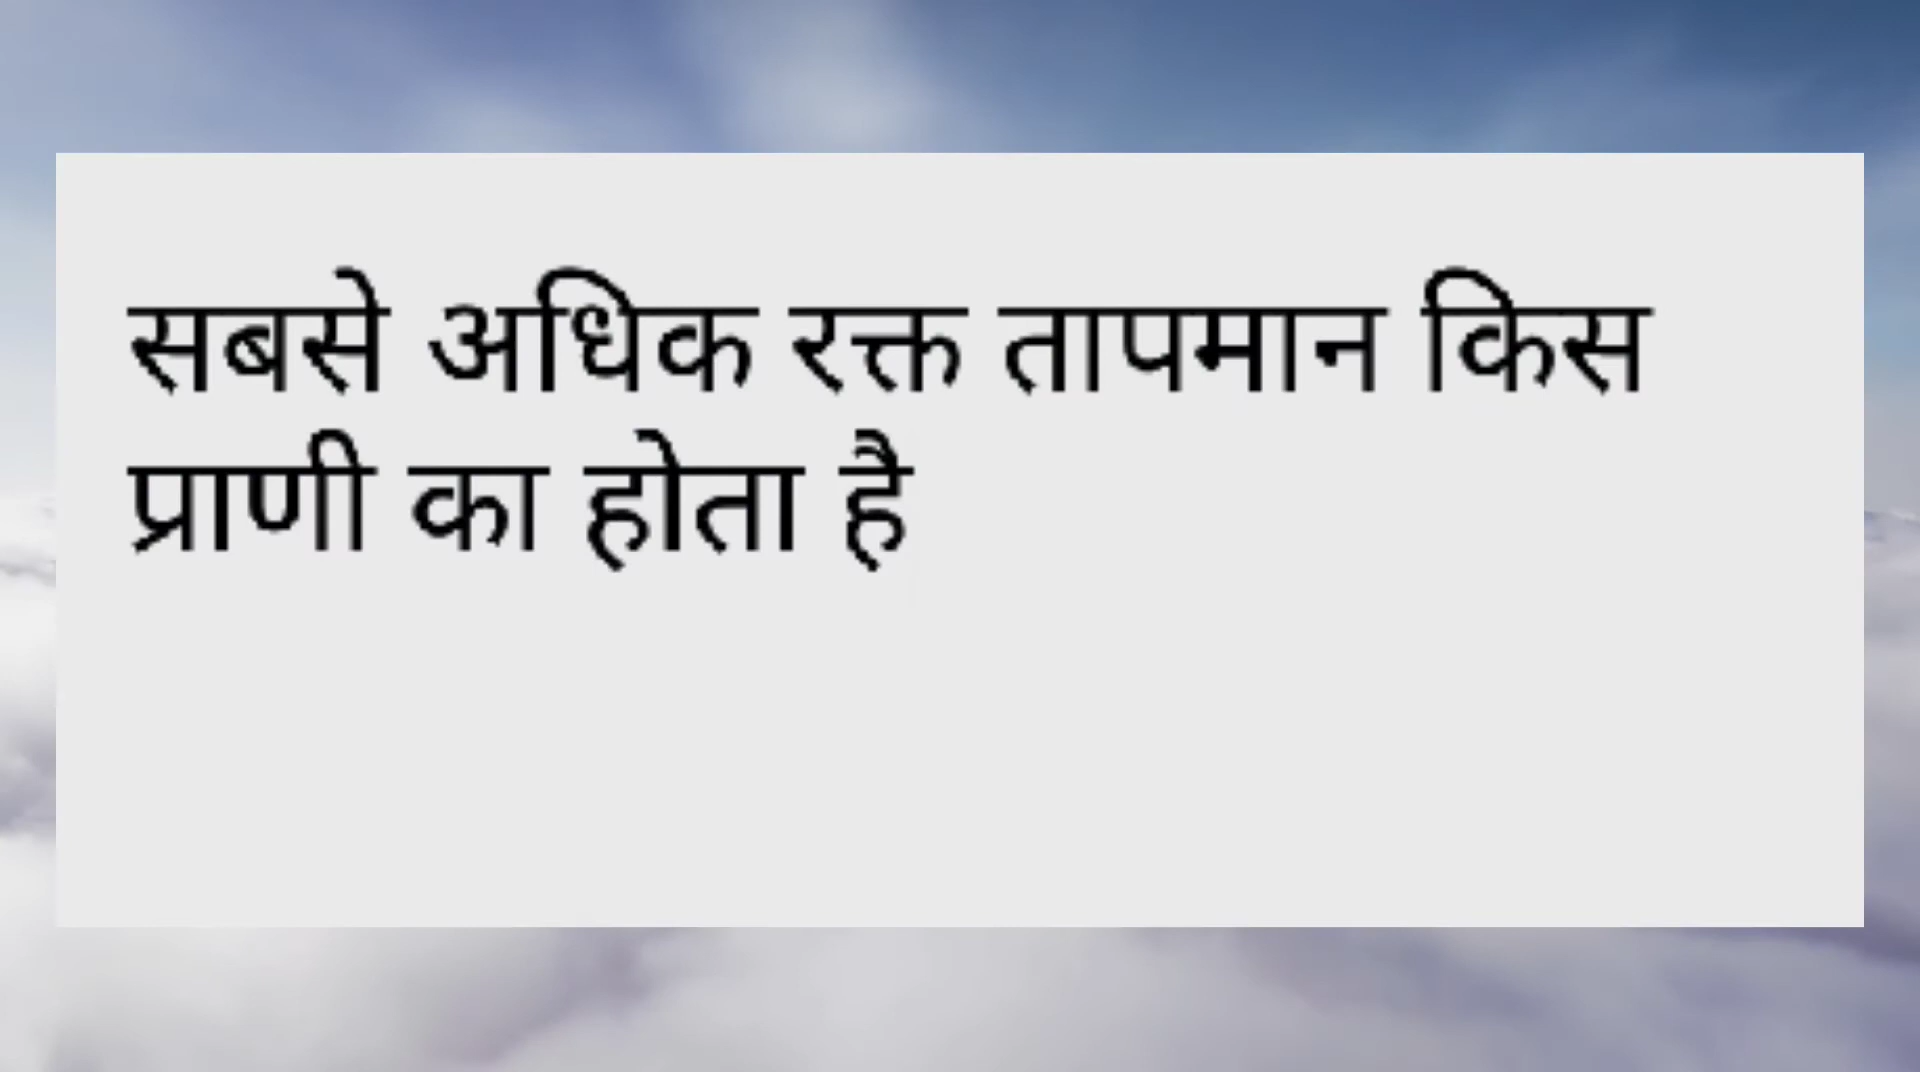 सबसे अधिक रक्त तापमान किस
प्राणी का होता है